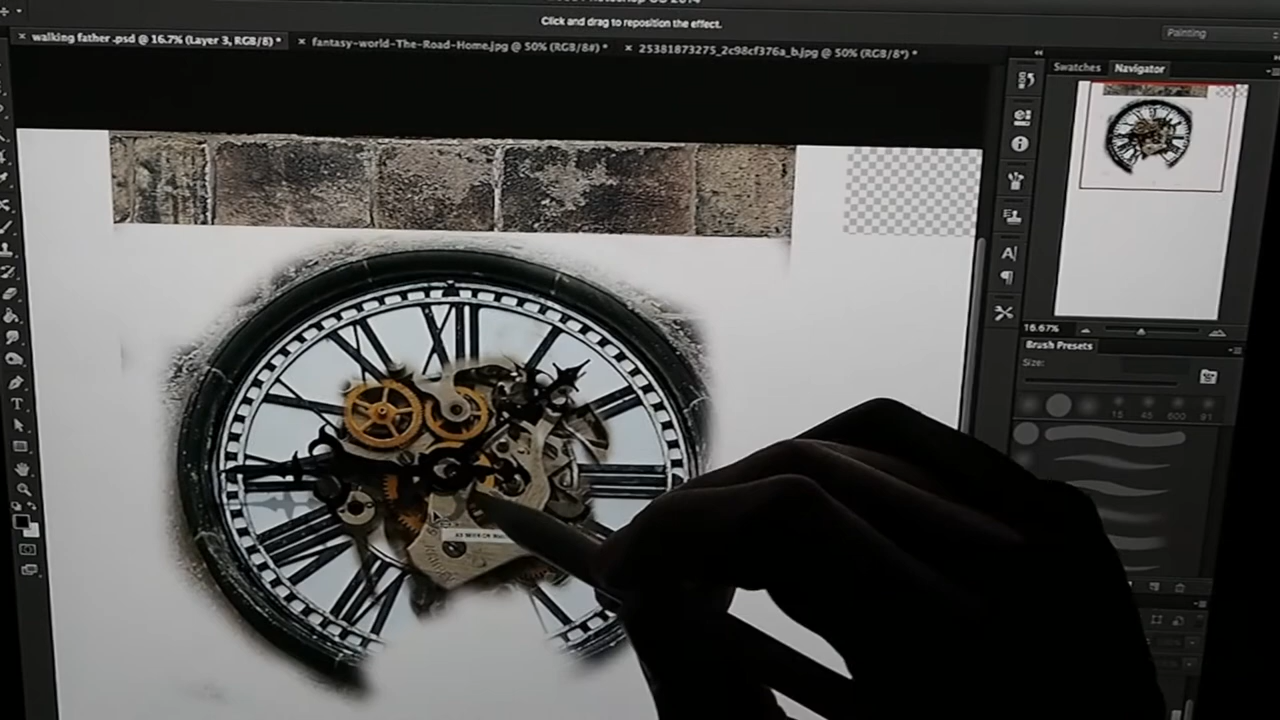 Click and drag to reposition the effect.
Painting
× walking father .psd @ 16.7% (Layer 3, RGB/8) *
× fantasy-world-The-Road-Home.jpg @ 50% (RGB/8#) *
× 25381873275_2c98cf376a_b.jpg @ 50% (RGB/8*) *
Swatches
Navigator
16.67%
Brush Presets
Size:
15 45 600 91